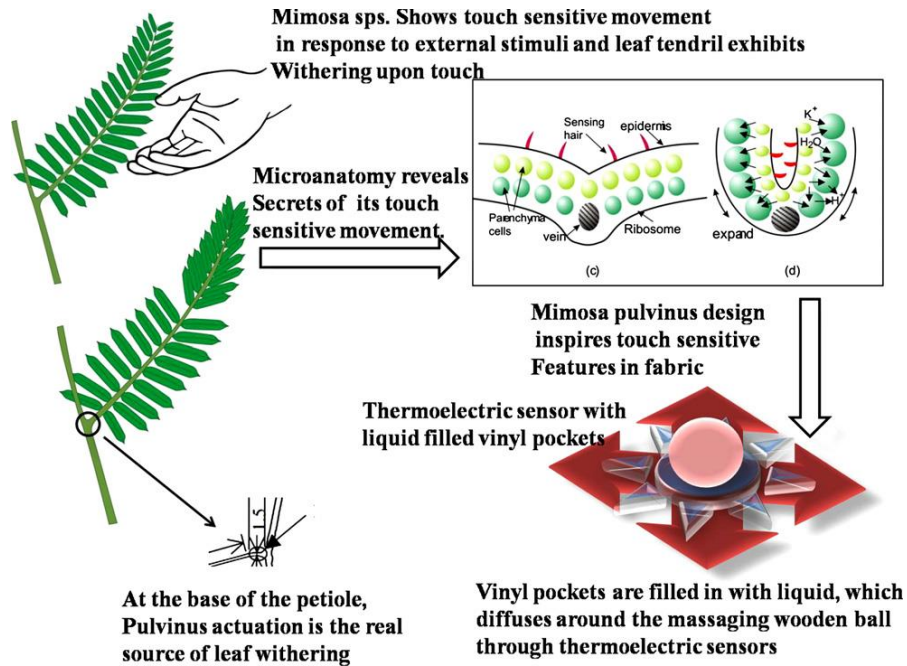 Mimosa sps. Shows touch sensitive movement
in response to external stimuli and leaf tendril exhibits
Withering upon touch
Microanatomy reveals
Secrets of its touch
sensitive movement.
Sensing
hair
epidermis
Paenchyma
cells
vein
Ribosome
(c)
K+
H2O
H+
expand
(d)
Mimosa pulvinus design
inspires touch sensitive
Features in fabric
Thermoelectric sensor with
liquid filled vinyl pockets
1.5
At the base of the petiole,
Pulvinus actuation is the real
source of leaf withering
Vinyl pockets are filled in with liquid, which
diffuses around the massaging wooden ball
through thermoelectric sensors